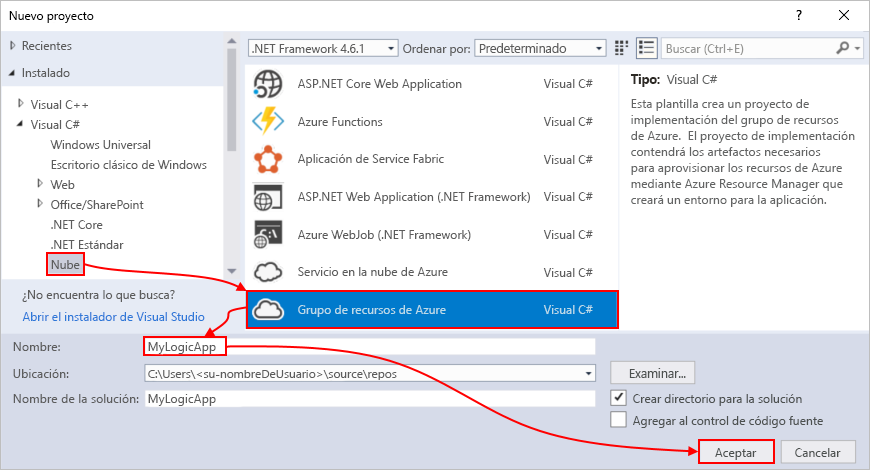 Nuevo proyecto
?
Recientes
Instalado
Visual C++
Visual C#
Windows Universal
Escritorio clásico de Windows
Web
Office/SharePoint
.NET Core
.NET Estándar
Nube
¿No encuentra lo que busca?
Abrir el instalador de Visual Studio
.NET Framework 4.6.1
Ordenar por:
Predeterminado
Buscar (Ctrl+E)
ASP.NET Core Web Application Visual C#
Azure Functions Visual C#
Aplicación de Service Fabric Visual C#
ASP.NET Web Application (.NET Framework) Visual C#
Azure WebJob (.NET Framework) Visual C#
Servicio en la nube de Azure Visual C#
Grupo de recursos de Azure Visual C#
Tipo: Visual C#
Esta plantilla crea un proyecto de
implementación del grupo de recursos
de Azure. El proyecto de implementación
contendrá los artefactos necesarios
para aprovisionar los recursos de Azure
mediante Azure Resource Manager que
creará un entorno para la aplicación.
Nombre: MyLogicApp
Ubicación: C:\Users\<su-nombreDeUsuario>\source\repos
Examinar...
Nombre de la solución: MyLogicApp
Crear directorio para la solución
Agregar al control de código fuente
Aceptar
Cancelar